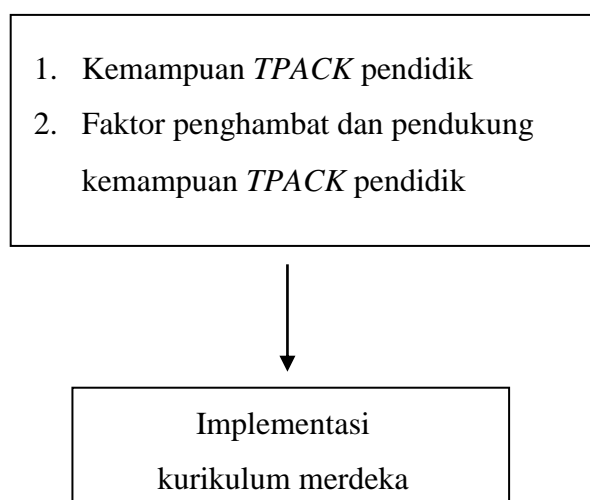 1. Kemampuan TPACK pendidik
2. Faktor penghambat dan pendukung
kemampuan TPACK pendidik
Implementasi
kurikulum merdeka